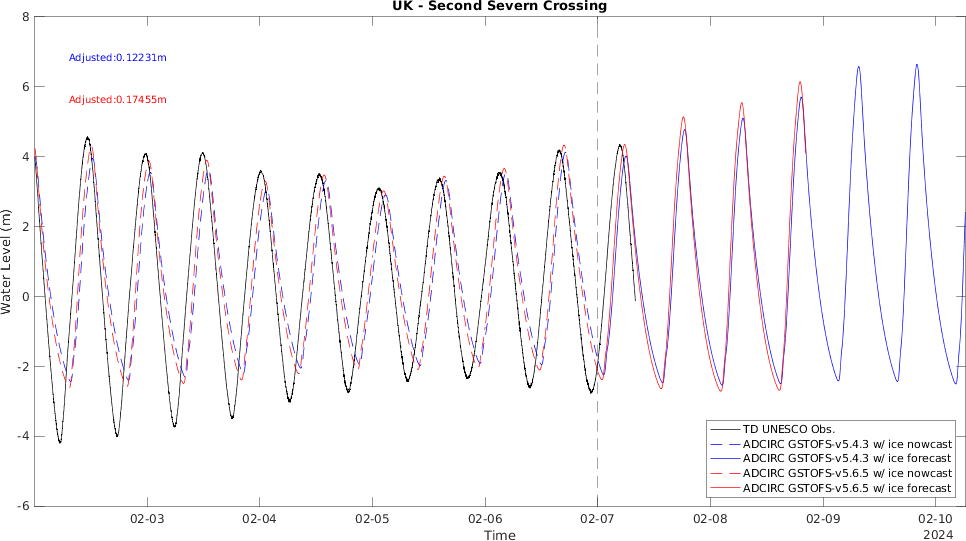 UK - Second Severn Crossing
Water Level (m)
8
6
4
2
0
-2
-4
-6
Adjusted:0.12231m
Adjusted:0.17455m
TD UNESCO Obs.
ADCIRC GSTOFS-v5.4.3 w/ ice nowcast
ADCIRC GSTOFS-v5.4.3 w/ ice forecast
ADCIRC GSTOFS-v5.6.5 w/ ice nowcast
ADCIRC GSTOFS-v5.6.5 w/ ice forecast
02-03 02-04 02-05 02-06 02-07 02-08 02-09 02-10
Time
2024